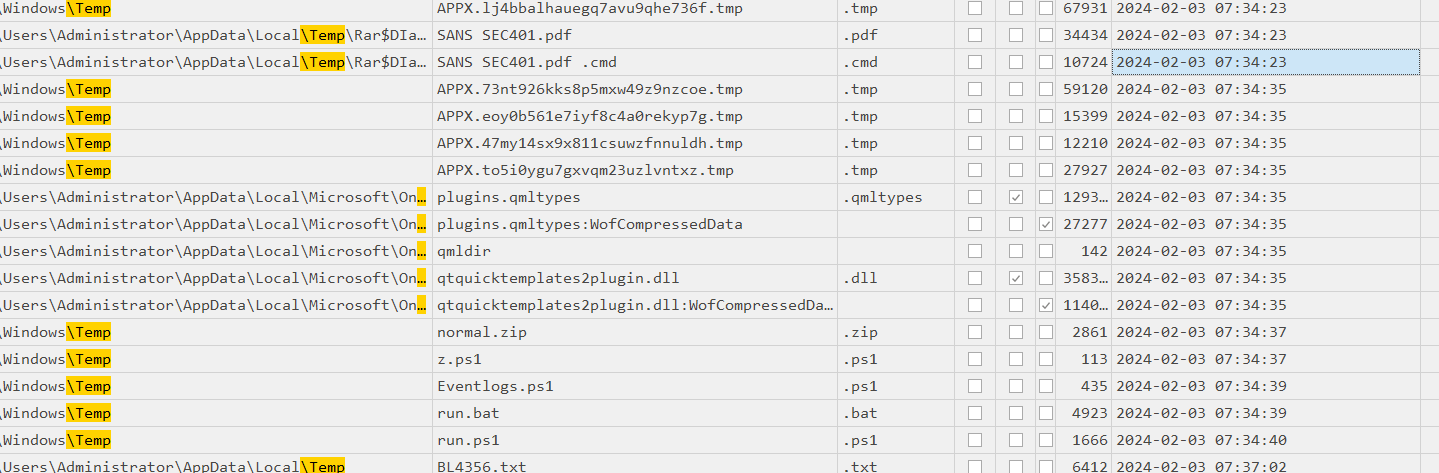 \Windows\Temp APPX.lj4bbalhauegq7avu9qhe736f.tmp .tmp 67931 2024-02-03 07:34:23
\Users\Administrator\AppData\Local\Temp\Rar$DIa… SANS SEC401.pdf .pdf 34434 2024-02-03 07:34:23
\Users\Administrator\AppData\Local\Temp\Rar$DIa… SANS SEC401.pdf .cmd .cmd 10724 2024-02-03 07:34:23
\Windows\Temp APPX.73nt926kks8p5mxw49z9nzcoe.tmp .tmp 59120 2024-02-03 07:34:35
\Windows\Temp APPX.eoy0b561e7iyf8c4a0rekyp7g.tmp .tmp 15399 2024-02-03 07:34:35
\Windows\Temp APPX.47my14sx9x811csuwzfnnuldh.tmp .tmp 12210 2024-02-03 07:34:35
\Windows\Temp APPX.to5i0ygu7gxvqm23uzlvntxz.tmp .tmp 27927 2024-02-03 07:34:35
\Users\Administrator\AppData\Local\Microsoft\On… plugins.qmltypes .qmltypes 1293… 2024-02-03 07:34:35
\Users\Administrator\AppData\Local\Microsoft\On… plugins.qmltypes:WofCompressedData 27277 2024-02-03 07:34:35
\Users\Administrator\AppData\Local\Microsoft\On… qmldir 142 2024-02-03 07:34:35
\Users\Administrator\AppData\Local\Microsoft\On… qtquicktemplates2plugin.dll .dll 3583… 2024-02-03 07:34:35
\Users\Administrator\AppData\Local\Microsoft\On… qtquicktemplates2plugin.dll:WofCompressedDa… 1140… 2024-02-03 07:34:35
\Windows\Temp normal.zip .zip 2861 2024-02-03 07:34:37
\Windows\Temp z.ps1 .ps1 113 2024-02-03 07:34:37
\Windows\Temp Eventlogs.ps1 .ps1 435 2024-02-03 07:34:39
\Windows\Temp run.bat .bat 4923 2024-02-03 07:34:39
\Windows\Temp run.ps1 .ps1 1666 2024-02-03 07:34:40
\Users\Administrator\AppData\Local\Temp BL4356.txt .txt 6412 2024-02-03 07:37:02